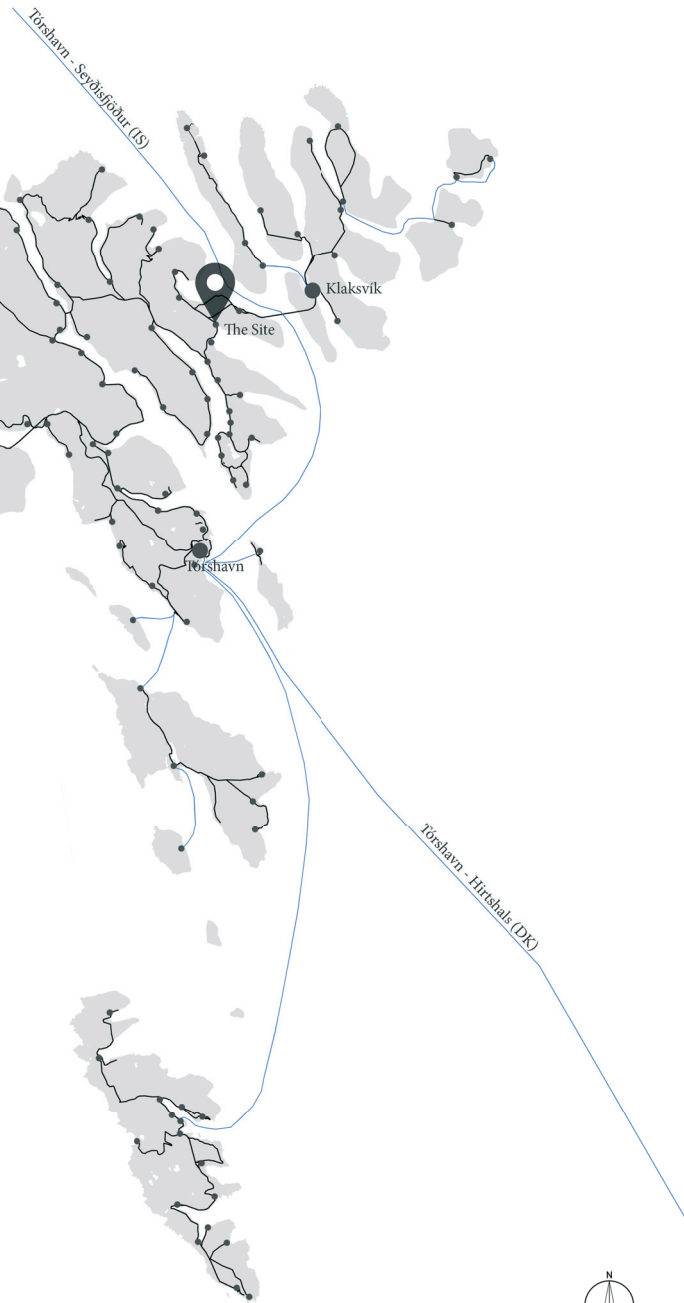 Tórshavn - Seyðisfjöður (IS)
Klaksvík
The Site
Tórshavn
Tórshavn - Hirtshals (DK)
N